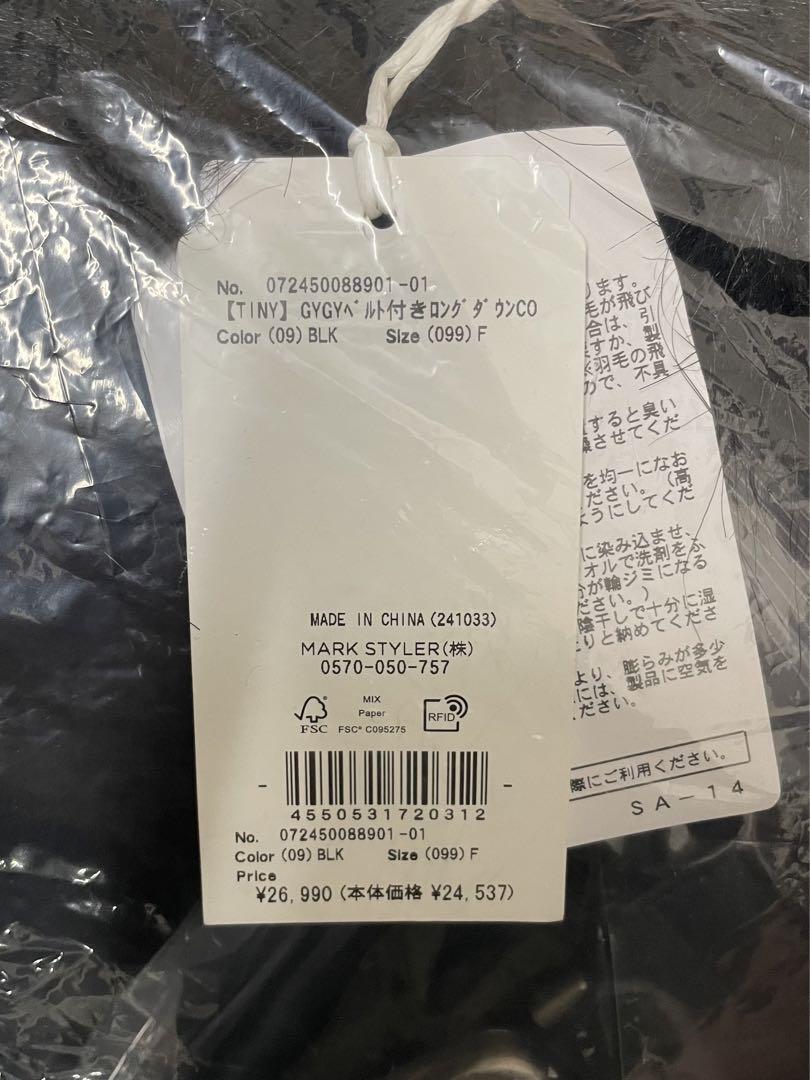 No. 072450088901-01
【TINY】GYGYﾍﾞﾙﾄ付きﾛﾝｸﾞﾀﾞｳﾝCO
Color (09) BLK Size (099) F
MADE IN CHINA (241033)
MARK STYLER(株)
0570-050-757
FSC
MIX
Paper
FSC® C095275
RFID
4550531720312
No. 072450088901-01
Color (09) BLK Size (099) F
Price
¥26,990 (本体価格 ¥24,537)
ります。
毛が飛び
合は、引
すか、製
羽毛の飛
ので、不具
すると臭い
燥させてくだ
を均一になお
ださい。（高
ようにしてくだ
に染み込ませ、
オルで洗剤をふ
分が輪ジミになる
ださい。）
陰干しで十分に湿
りと納めてくださ
より、膨らみが多少
には、製品に空気を
ください。
際にご利用ください。
SA-14